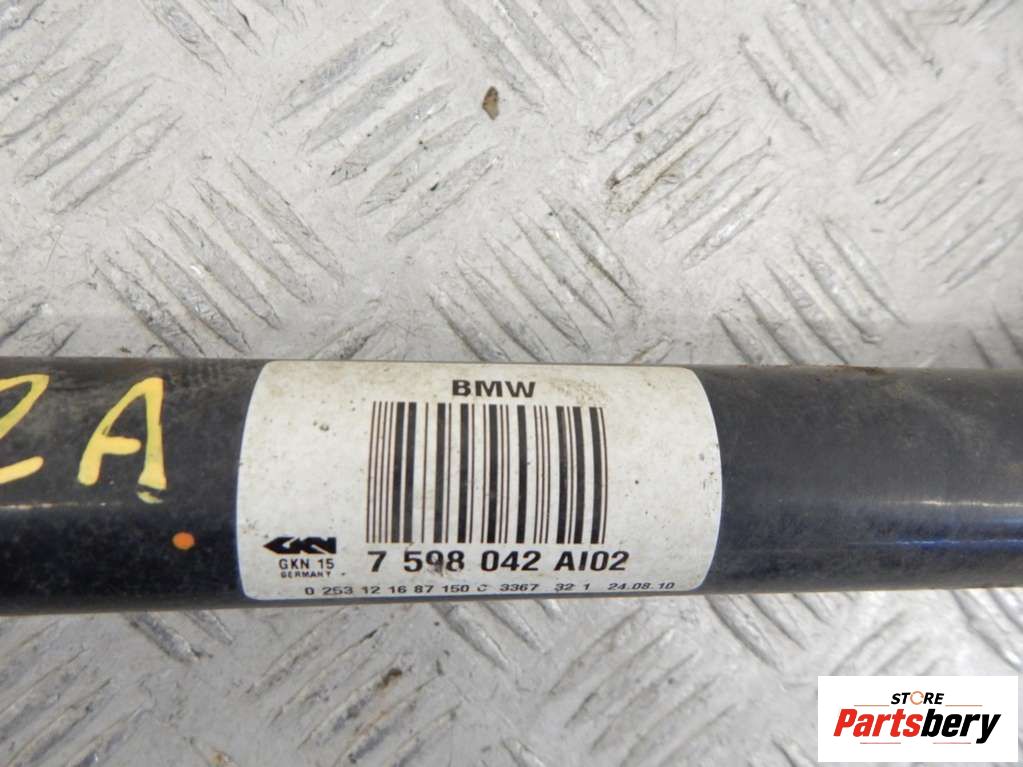 2A
BMW
GKN
GKN 15
GERMANY
7 598 042 AI02
0 253 12 16 87 150 C 3367 32 1 24.08.10
STORE
Partsbery